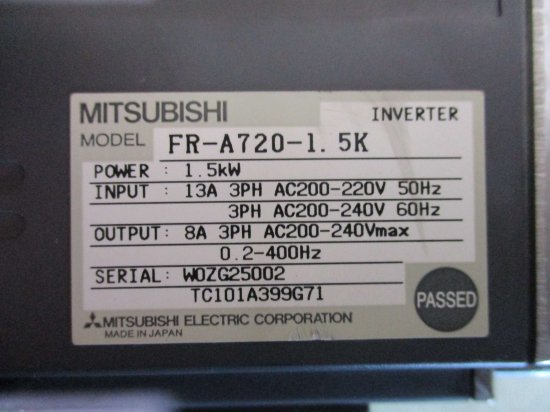 MITSUBISHI INVERTER
MODEL FR-A720-1.5K
POWER : 1.5kW
INPUT : 13A 3PH AC200-220V 50Hz
3PH AC200-240V 60Hz
OUTPUT: 8A 3PH AC200-240Vmax
0.2-400Hz
SERIAL: W0ZG25002
TC101A399G71
PASSED
MITSUBISHI ELECTRIC CORPORATION
MADE IN JAPAN